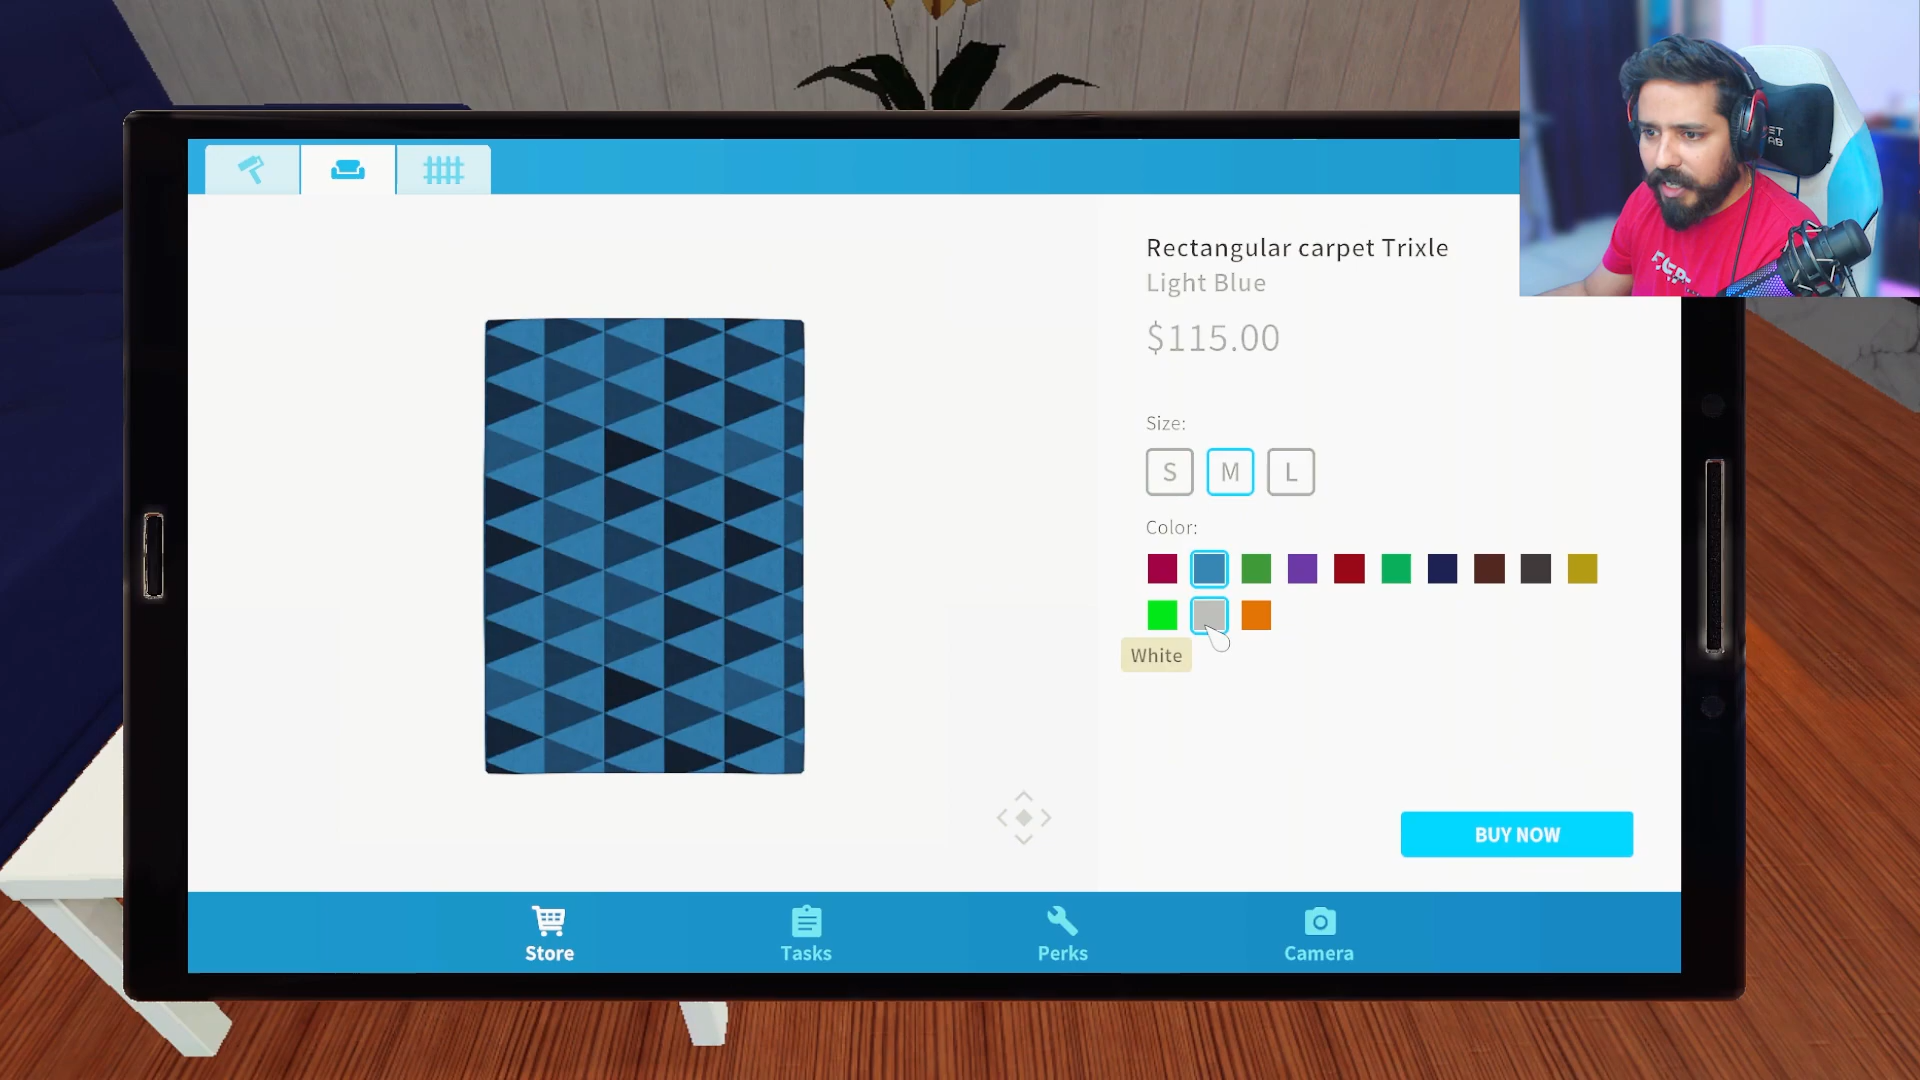 Rectangular carpet Trixle
Light Blue
$115.00
Size:
S M L
Color:
White
BUY NOW
Store Tasks Perks Camera